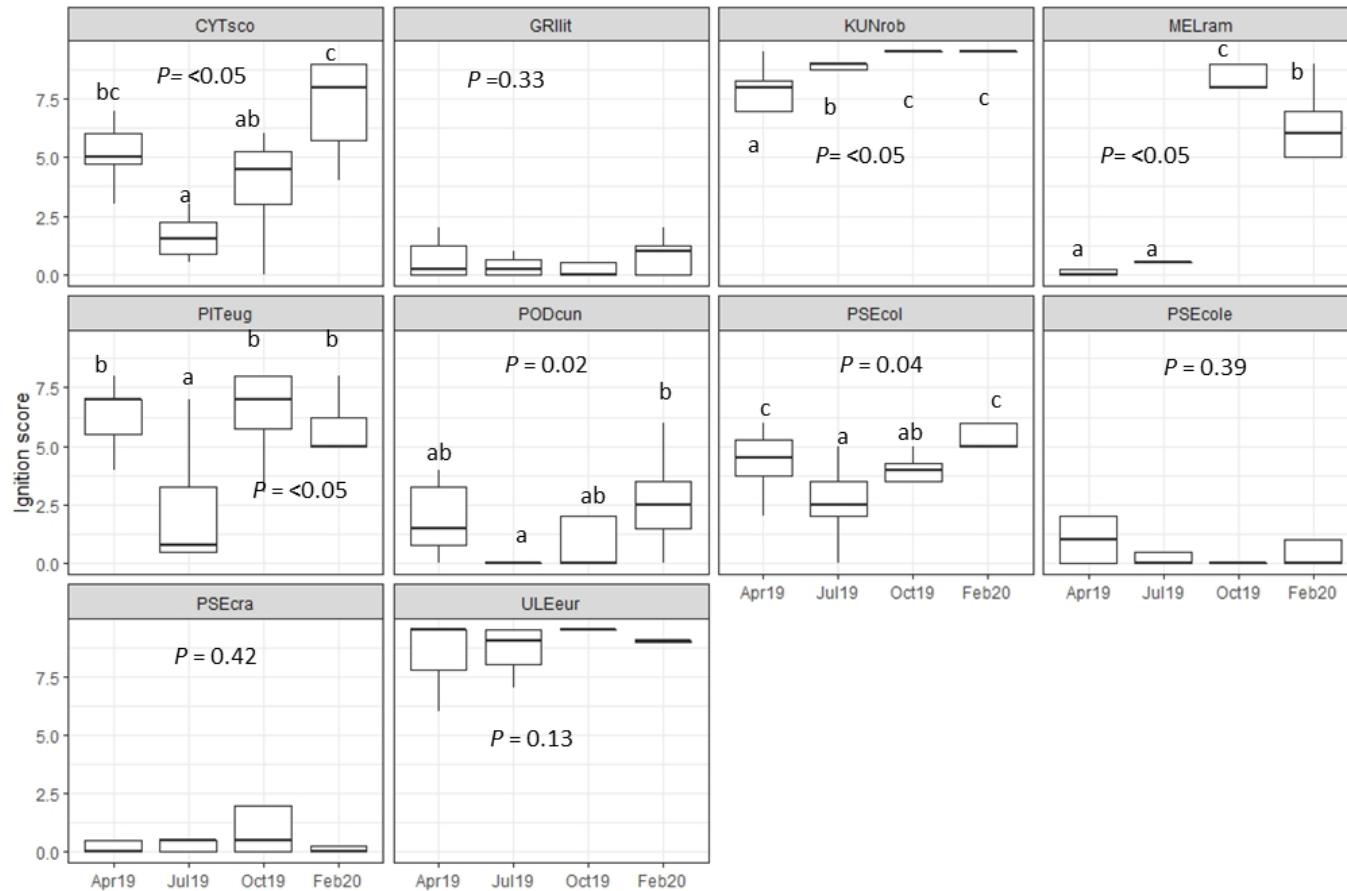 CYTsco GRIlit KUNrob MELram
P= <0.05 P =0.33 P= <0.05 P= <0.05
bc a ab c
a b c c
a a c b
7.5
5.0
2.5
0.0
PITeug PODcun PSEcol PSEcole
P = <0.05 P = 0.02 P = 0.04 P = 0.39
b a b b
ab a ab b
c a ab c
7.5
5.0
2.5
0.0
Ignition score
Apr19 Jul19 Oct19 Feb20 Apr19 Jul19 Oct19 Feb20
PSEcra ULEeur
P = 0.42 P = 0.13
7.5
5.0
2.5
0.0
Apr19 Jul19 Oct19 Feb20 Apr19 Jul19 Oct19 Feb20